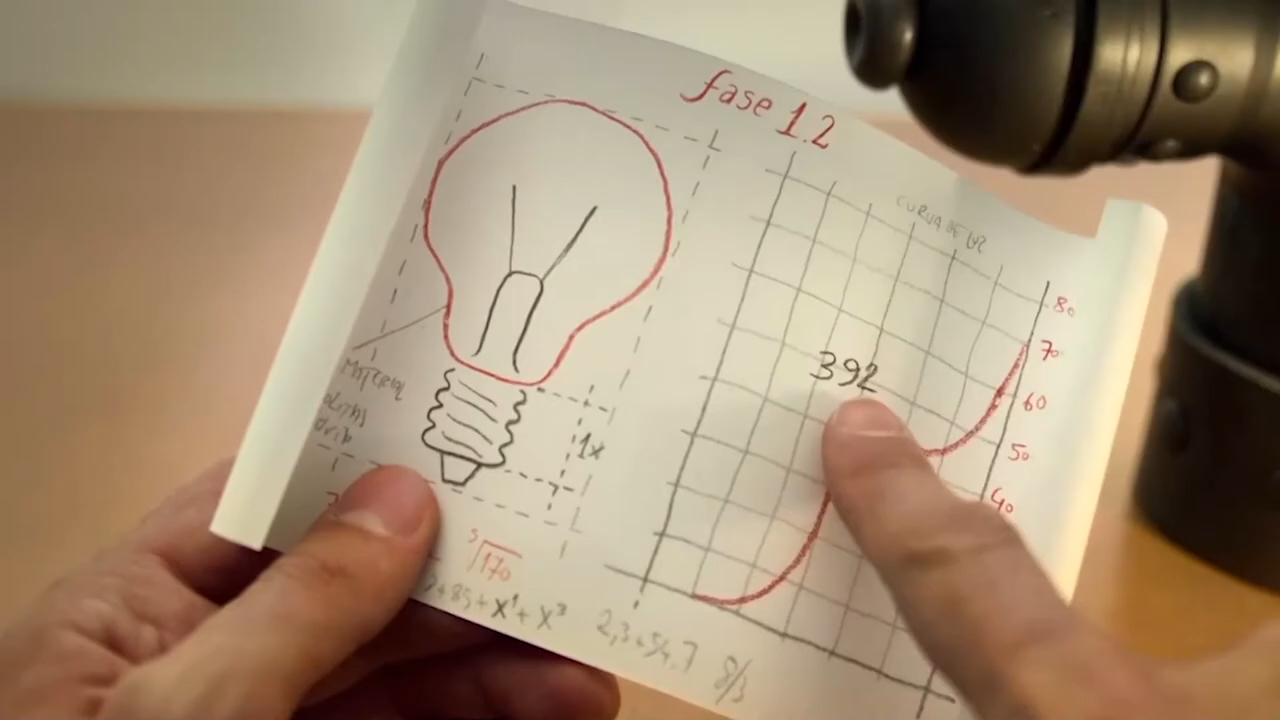 fase 1.2
CURVA DE LUZ
80
70
392
60
50
40
MATERIAL
1x
³√170
+85+x¹+x³
2,3+54,7 8/3